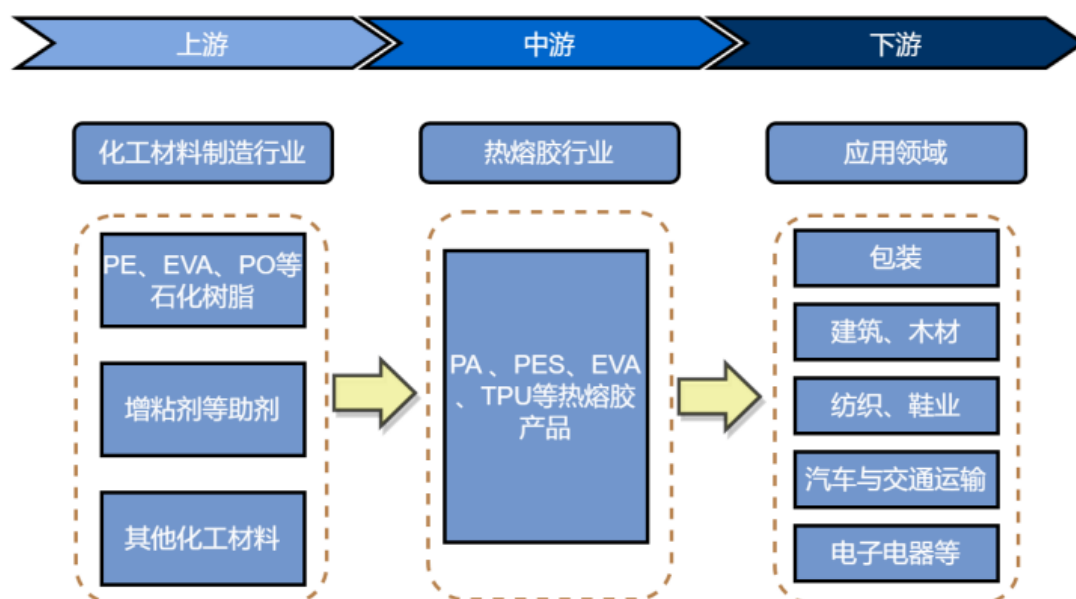 上游
中游
下游
化工材料制造行业
热熔胶行业
应用领域
PE、EVA、PO等
石化树脂
增粘剂等助剂
其他化工材料
PA 、PES、EVA
、TPU等热熔胶
产品
包装
建筑、木材
纺织、鞋业
汽车与交通运输
电子电器等